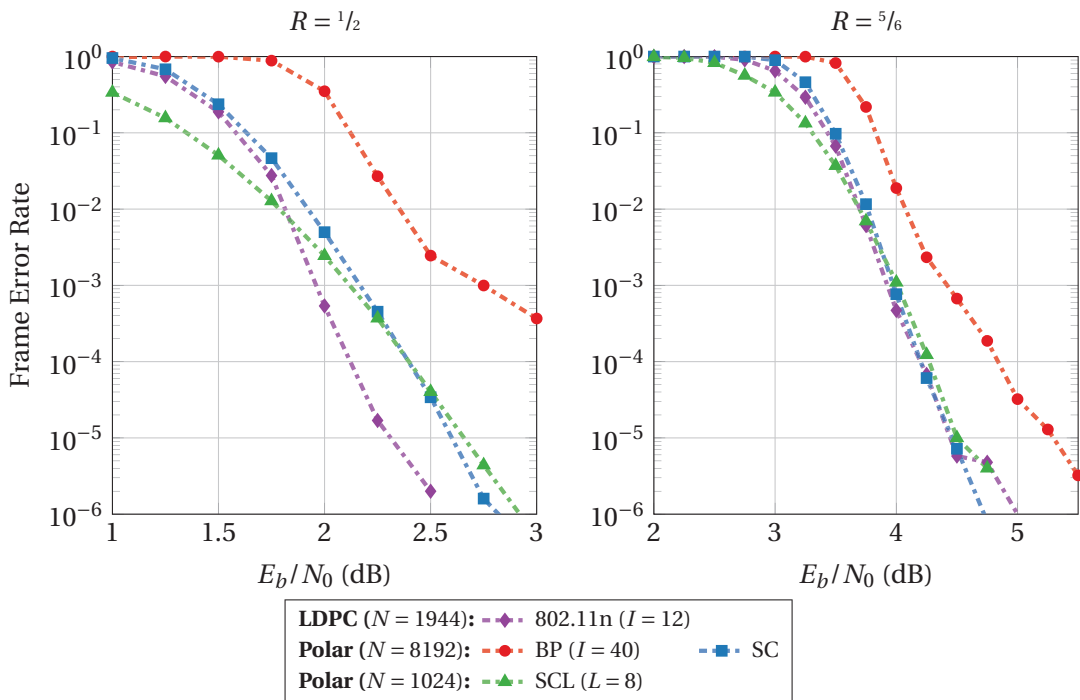 R = 1/2
R = 5/6
Frame Error Rate
10^0
10^−1
10^−2
10^−3
10^−4
10^−5
10^−6
1
1.5
2
2.5
3
E_b/N_0 (dB)
10^0
10^−1
10^−2
10^−3
10^−4
10^−5
10^−6
2
3
4
5
E_b/N_0 (dB)
LDPC (N = 1944): 802.11n (I = 12)
Polar (N = 8192): BP (I = 40) SC
Polar (N = 1024): SCL (L = 8)